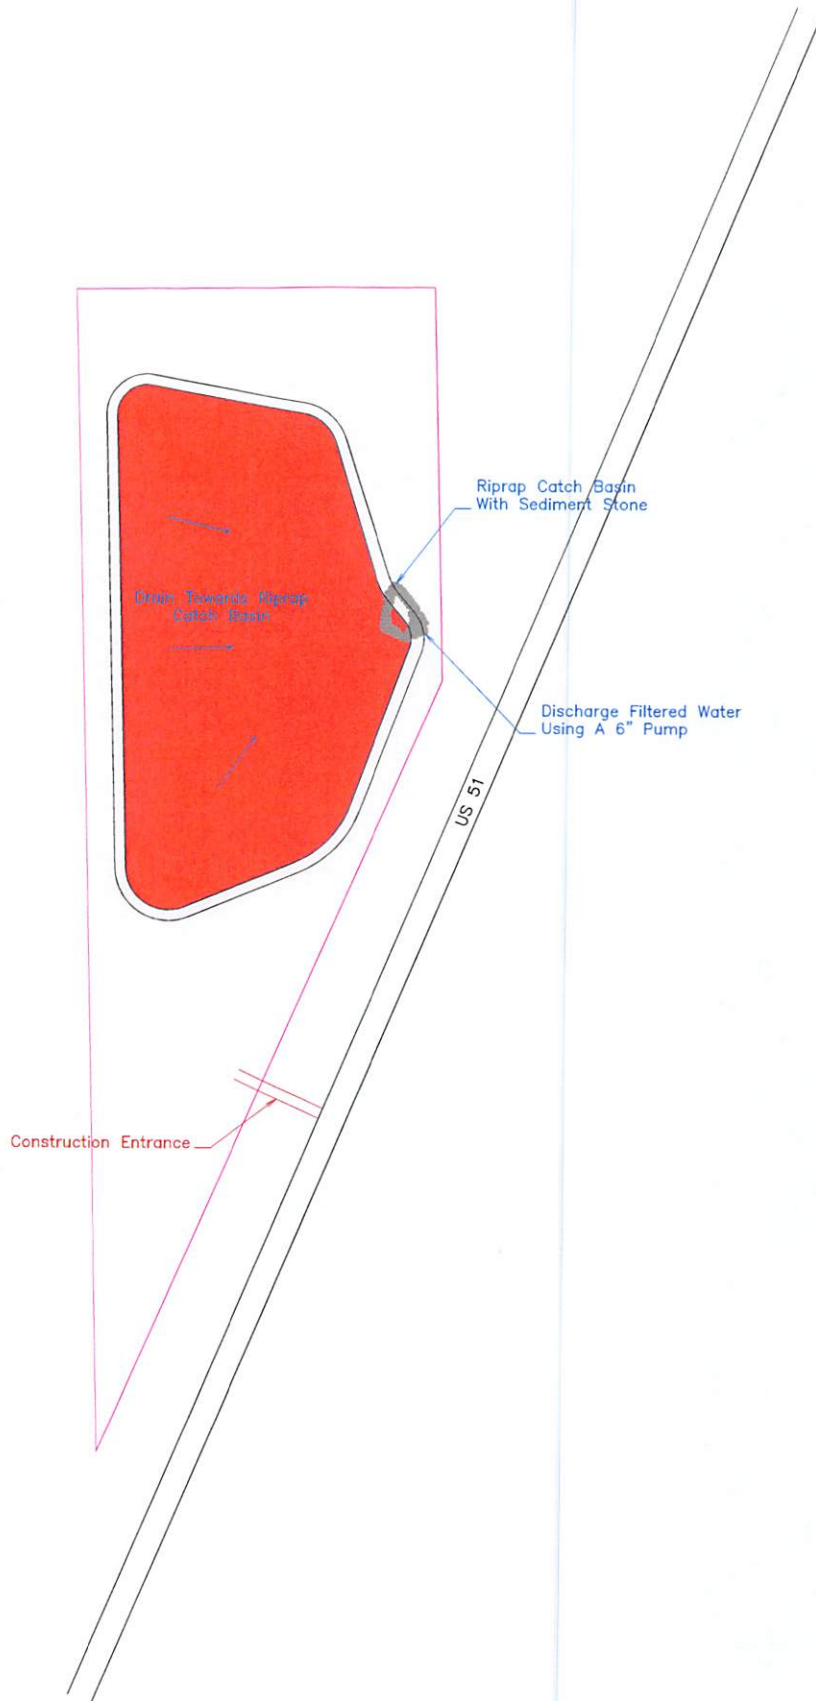 Riprap Catch Basin
With Sediment Stone
Drain Towards Riprap
Catch Basin
Discharge Filtered Water
Using A 6" Pump
US 51
Construction Entrance